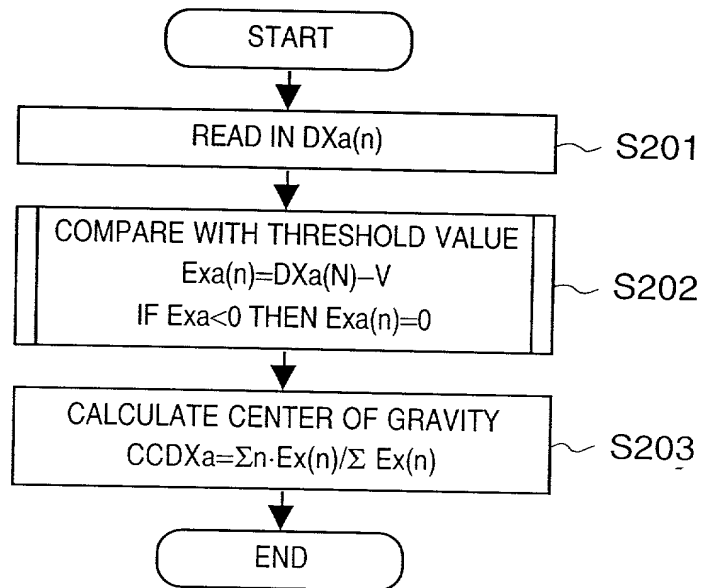 START
READ IN DXa(n)
S201
COMPARE WITH THRESHOLD VALUE
Exa(n)=DXa(N)–V
IF Exa<0 THEN Exa(n)=0
S202
CALCULATE CENTER OF GRAVITY
CCDXa=Σn·Ex(n)/Σ Ex(n)
S203
END